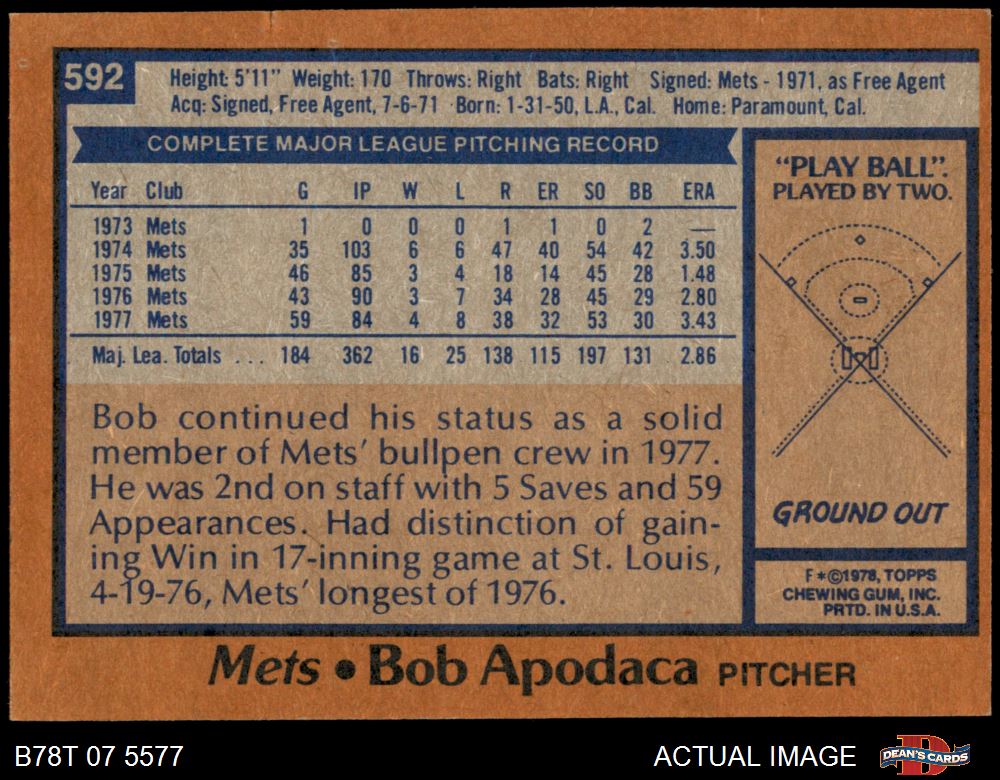 592
Height: 5'11" Weight: 170 Throws: Right Bats: Right Signed: Mets - 1971, as Free Agent
Acq: Signed, Free Agent, 7-6-71 Born: 1-31-50, L.A., Cal. Home: Paramount, Cal.
COMPLETE MAJOR LEAGUE PITCHING RECORD
Year Club G IP W L R ER SO BB ERA
1973 Mets 1 0 0 0 1 1 0 2 —
1974 Mets 35 103 6 6 47 40 54 42 3.50
1975 Mets 46 85 3 4 18 14 45 28 1.48
1976 Mets 43 90 3 7 34 28 45 29 2.80
1977 Mets 59 84 4 8 38 32 53 30 3.43
Maj. Lea. Totals . . . 184 362 16 25 138 115 197 131 2.86
Bob continued his status as a solid
member of Mets' bullpen crew in 1977.
He was 2nd on staff with 5 Saves and 59
Appearances. Had distinction of gain-
ing Win in 17-inning game at St. Louis,
4-19-76, Mets' longest of 1976.
"PLAY BALL".
PLAYED BY TWO.
GROUND OUT
F*©1978, TOPPS
CHEWING GUM, INC.
PRTD. IN U.S.A.
Mets • Bob Apodaca PITCHER
B78T 07 5577
ACTUAL IMAGE
DEAN'S CARDS